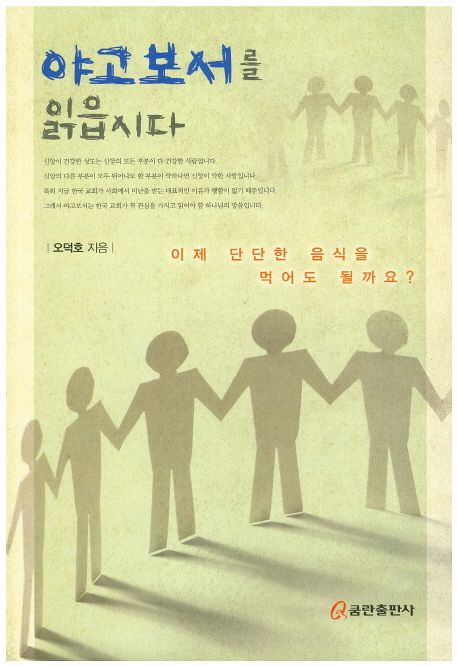 야고보서를
읽읍시다
신앙이 건강한 성도는 신앙의 모든 부분이 다 건강한 사람입니다.
신앙의 다른 부분이 모두 뛰어나도 한 부분이 약하다면 신앙이 약한 사람입니다.
특히 지금 한국 교회가 사회에서 비난을 받는 대표적인 이유가 행함이 없기 때문입니다.
그래서 야고보서는 한국 교회가 꼭 관심을 가지고 읽어야 할 하나님의 말씀입니다.
| 오덕호 지음 |
이제 단단한 음식을
먹어도 될까요?
쿰란출판사